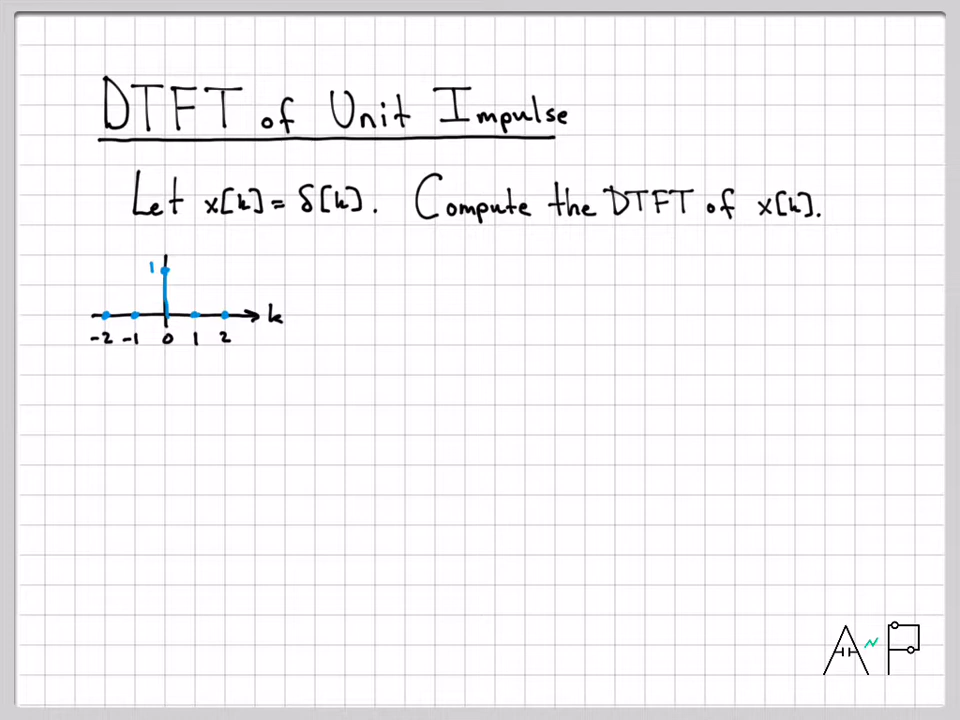 DTFT of Unit Impulse
Let x[k] = δ[k]. Compute the DTFT of x[k].
1
k
-2 -1 0 1 2
A P